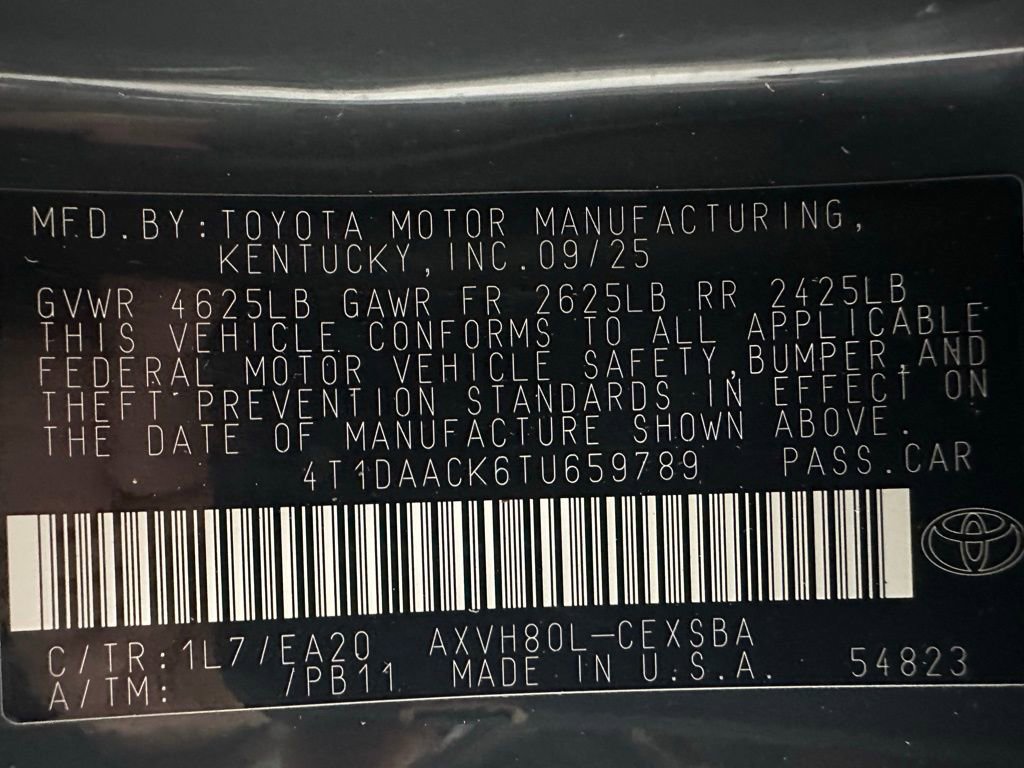 MFD.BY:TOYOTA MOTOR MANUFACTURING,
KENTUCKY,INC.09/25
GVWR 4625LB GAWR FR 2625LB RR 2425LB
THIS VEHICLE CONFORMS TO ALL APPLICABLE
FEDERAL MOTOR VEHICLE SAFETY,BUMPER,AND
THEFT PREVENTION STANDARDS IN EFFECT ON
THE DATE OF MANUFACTURE SHOWN ABOVE.
4T1DAACK6TU659789 PASS.CAR
C/TR:1L7/EA20 AXVH80L-CEXSBA
A/TM: /PB11 MADE IN U.S.A. 54823